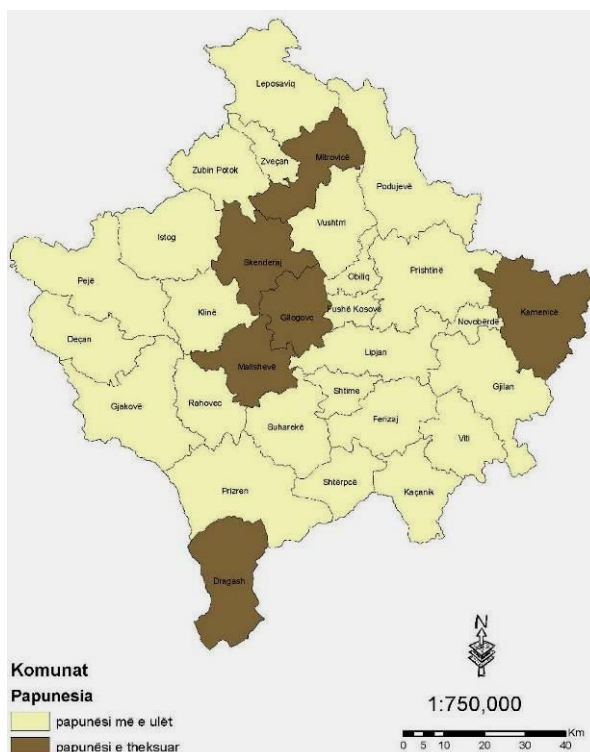 Leposaviq
Mitrovicë
Zveçan
Zubin Potok
Podujevë
Vushtrri
Istog
Skenderaj
Prishtinë
Obiliq
Pejë
Kamenicë
Klinë
Gllogovc
Fushë Kosovë
Novobërdë
Deçan
Lipjan
Malishevë
Gjilan
Shtime
Gjakovë
Rahovec
Ferizaj
Suharekë
Viti
Shtërpcë
Prizren
Kaçanik
Dragash
N
Komunat
Papunesia
papunësi më e ulët
papunësi e theksuar
1:750,000
Km
0 5 10 20 30 40